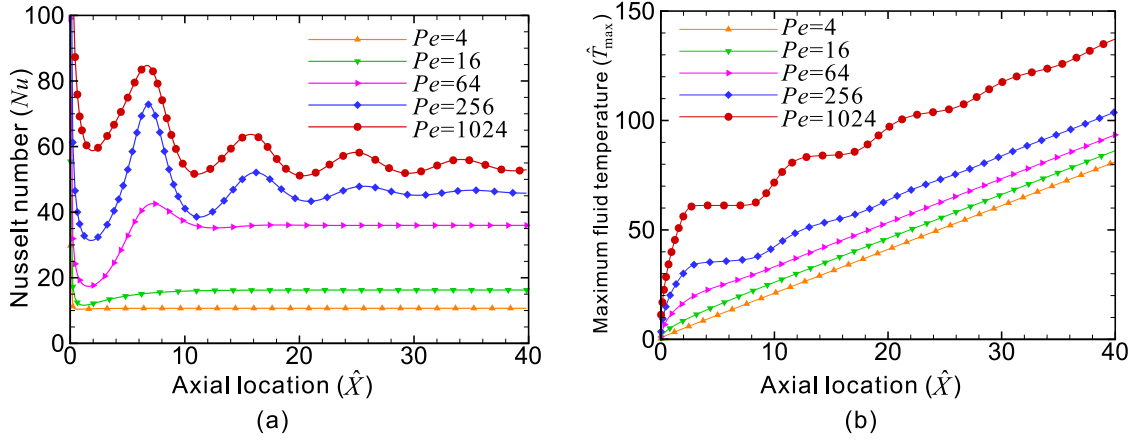 100
80
60
40
20
0
Nusselt number (Nu)
Pe=4
Pe=16
Pe=64
Pe=256
Pe=1024
0 10 20 30 40
Axial location (X̂)
(a)
150
100
50
0
Maximum fluid temperature (T̂max)
Pe=4
Pe=16
Pe=64
Pe=256
Pe=1024
0 10 20 30 40
Axial location (X̂)
(b)